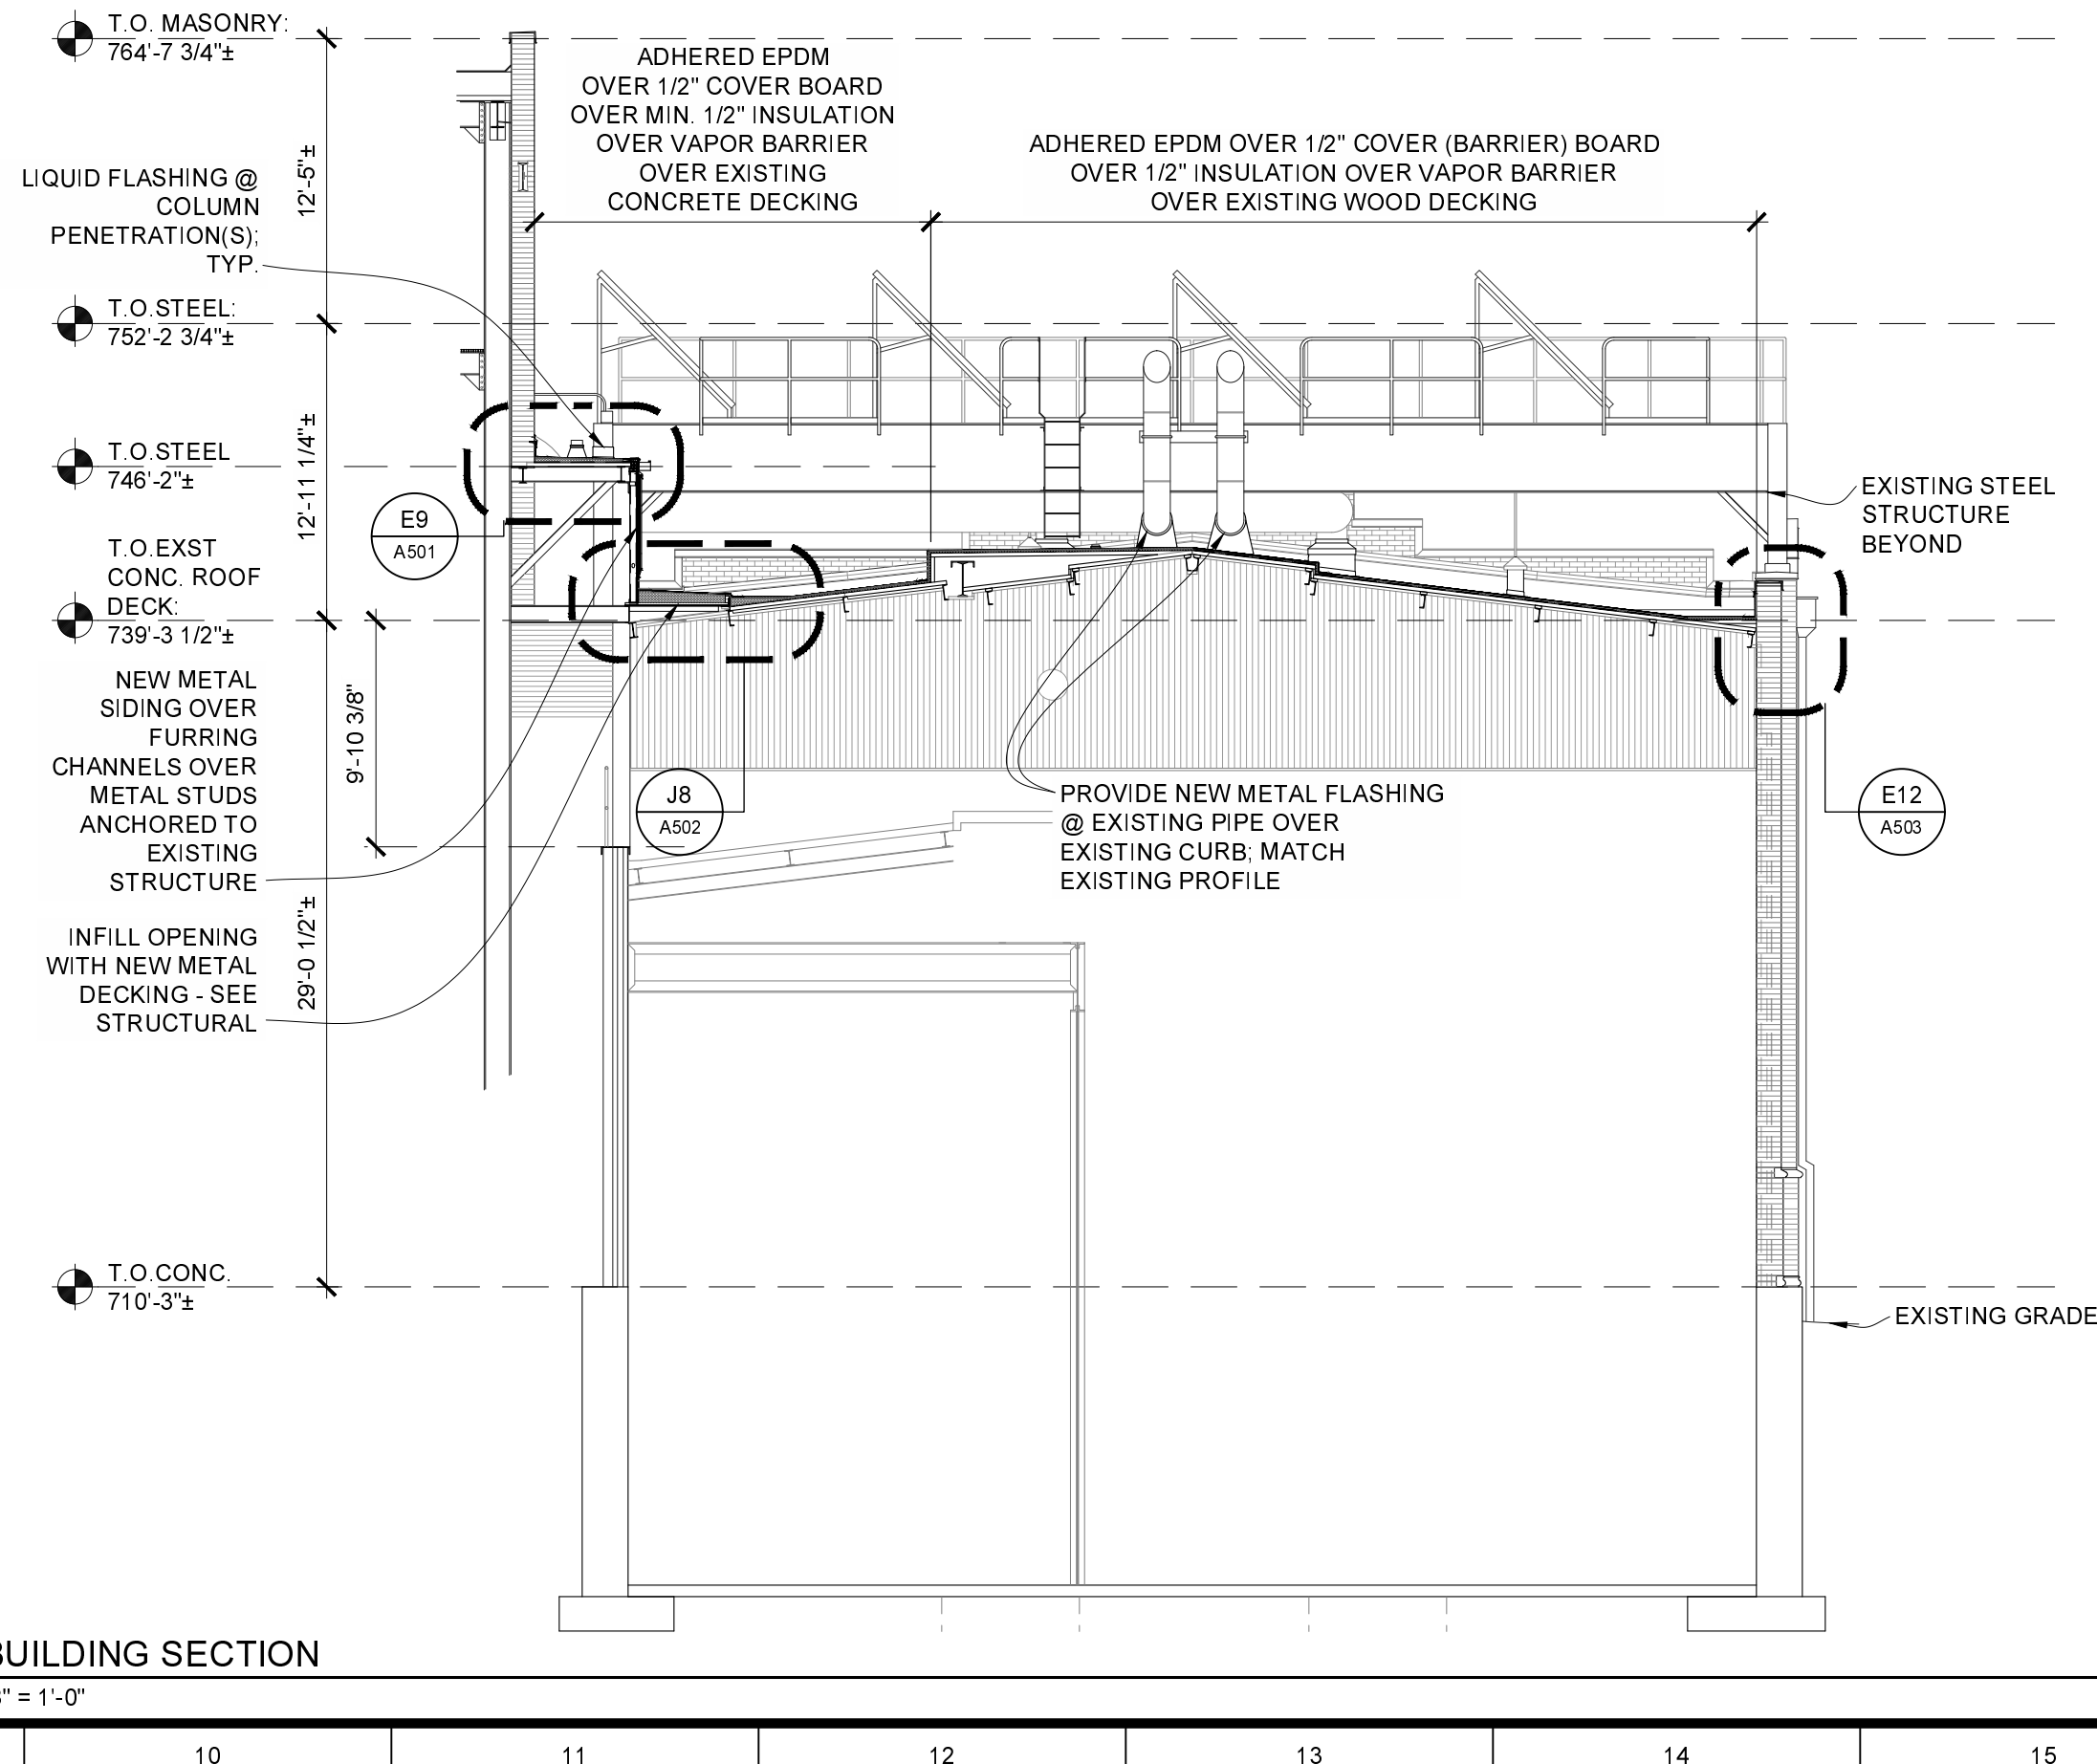 T.O. MASONRY:
764'-7 3/4"±
ADHERED EPDM
OVER 1/2" COVER BOARD
OVER MIN. 1/2" INSULATION
OVER VAPOR BARRIER
OVER EXISTING
CONCRETE DECKING
ADHERED EPDM OVER 1/2" COVER (BARRIER) BOARD
OVER 1/2" INSULATION OVER VAPOR BARRIER
OVER EXISTING WOOD DECKING
12'-5"±
LIQUID FLASHING @
COLUMN
PENETRATION(S);
TYP.
T.O.STEEL:
752'-2 3/4"±
12'-11 1/4"±
T.O.STEEL
746'-2"±
E9
A501
EXISTING STEEL
STRUCTURE
BEYOND
T.O.EXST
CONC. ROOF
DECK:
739'-3 1/2"±
NEW METAL
SIDING OVER
FURRING
CHANNELS OVER
METAL STUDS
ANCHORED TO
EXISTING
STRUCTURE
9'-10 3/8"
J8
A502
PROVIDE NEW METAL FLASHING
@ EXISTING PIPE OVER
EXISTING CURB; MATCH
EXISTING PROFILE
E12
A503
INFILL OPENING
WITH NEW METAL
DECKING - SEE
STRUCTURAL
29'-0 1/2"±
T.O.CONC.
710'-3"±
EXISTING GRADE
BUILDING SECTION
" = 1'-0"
10
11
12
13
14
15